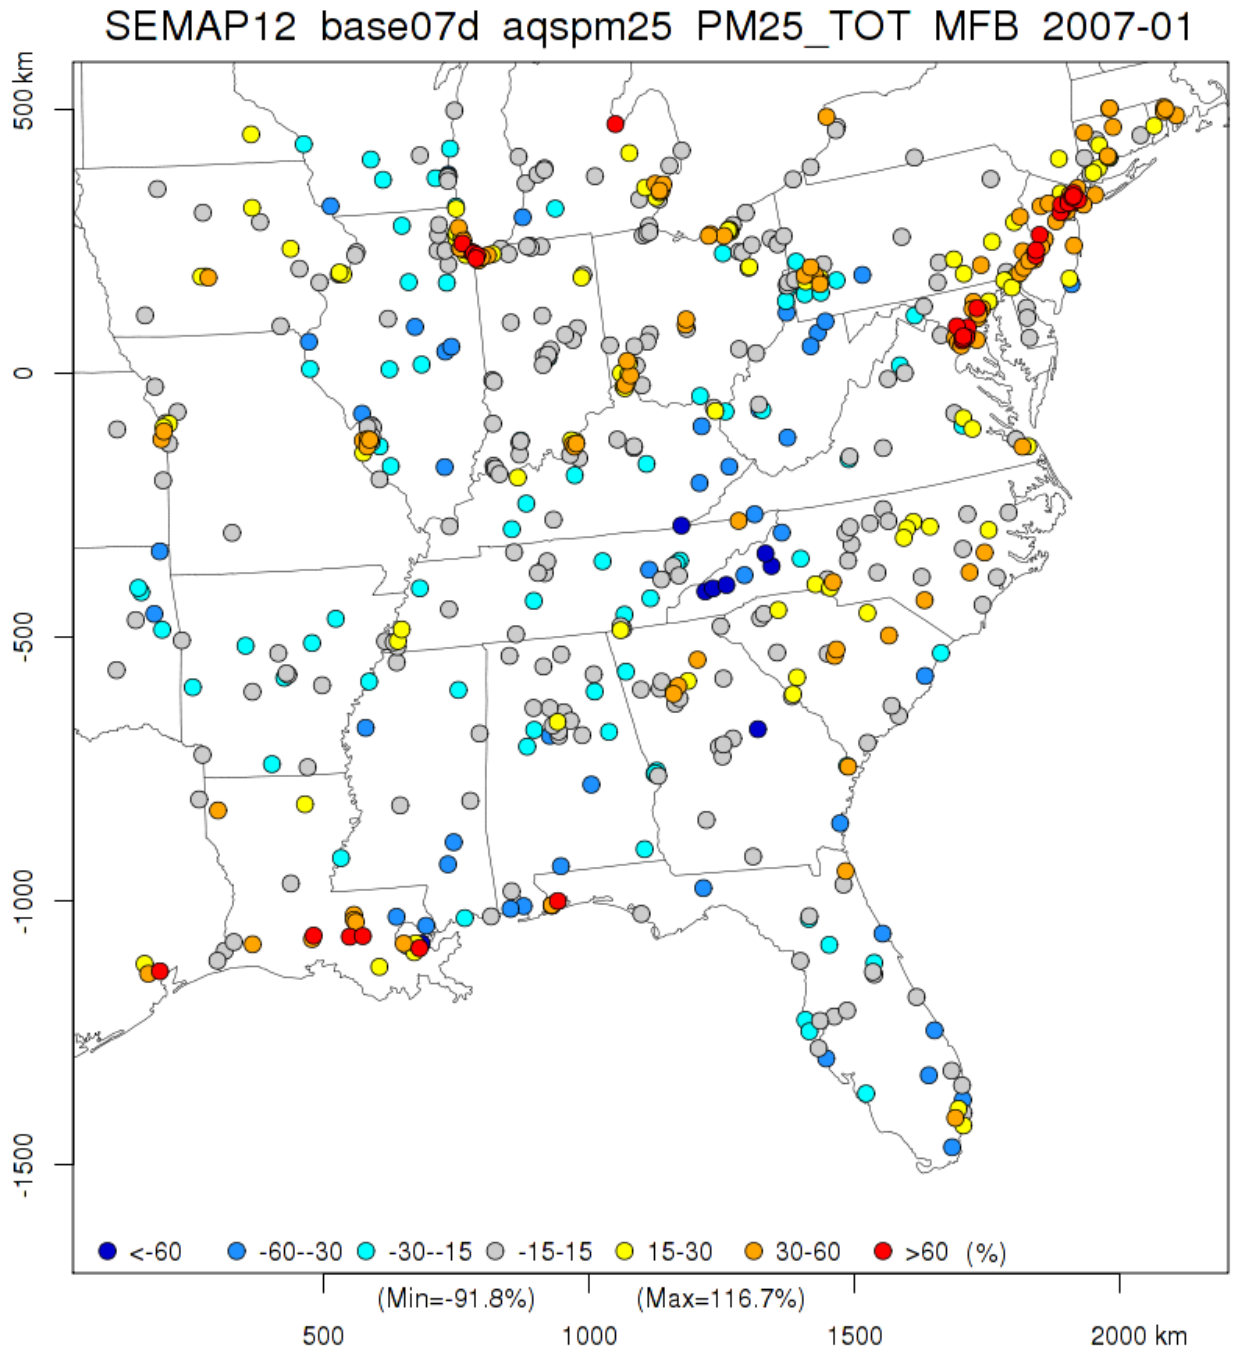 SEMAP12 base07d aqspm25 PM25_TOT MFB 2007-01
500 km
0
-500
-1000
-1500
<-60 -60--30 -30--15 -15-15 15-30 30-60 >60 (%)
(Min=-91.8%) (Max=116.7%)
500 1000 1500 2000 km